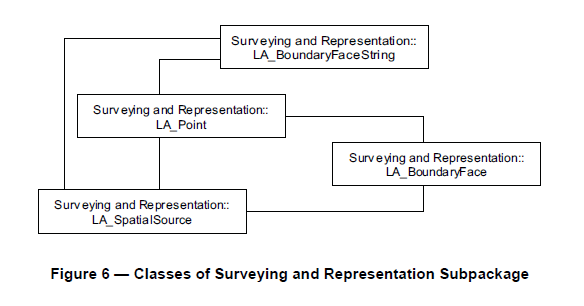 Surveying and Representation::
LA_BoundaryFaceString
Surveying and Representation::
LA_Point
Surveying and Representation::
LA_BoundaryFace
Surveying and Representation::
LA_SpatialSource
Figure 6 — Classes of Surveying and Representation Subpackage